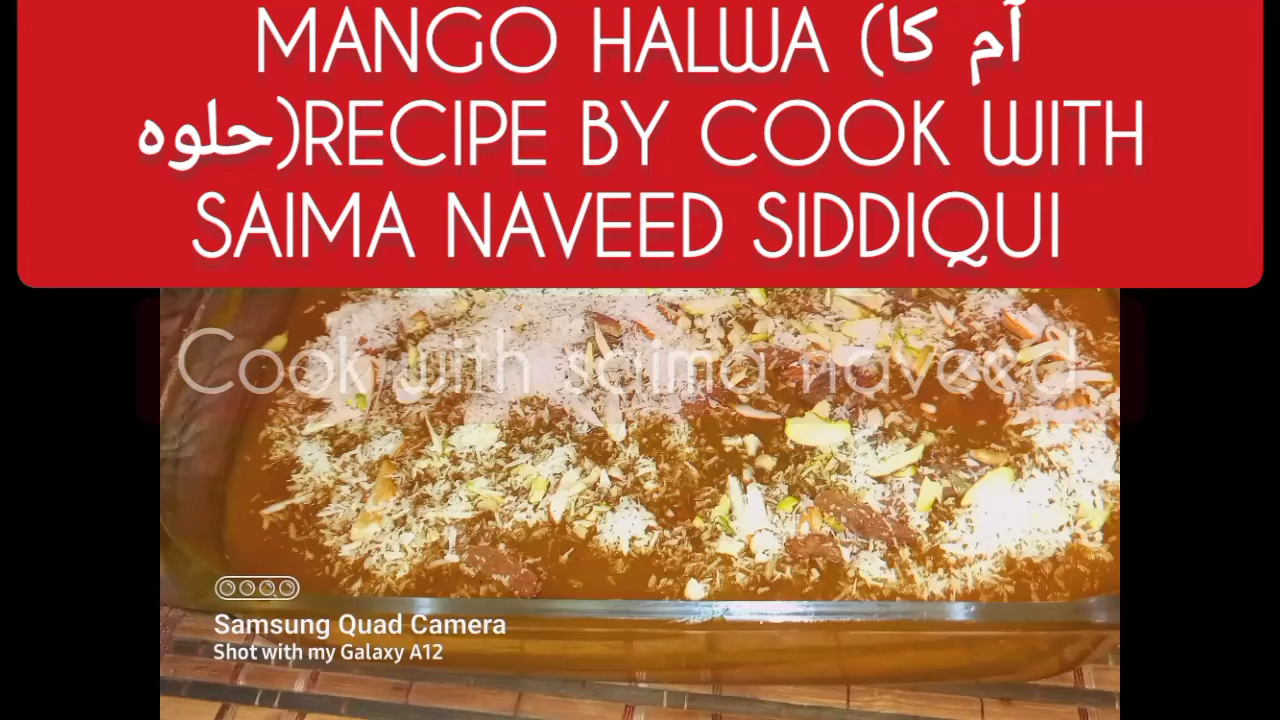 MANGO HALWA (آم کا
حلوہ)RECIPE BY COOK WITH
SAIMA NAVEED SIDDIQUI
Cook with saima naveed
Samsung Quad Camera
Shot with my Galaxy A12